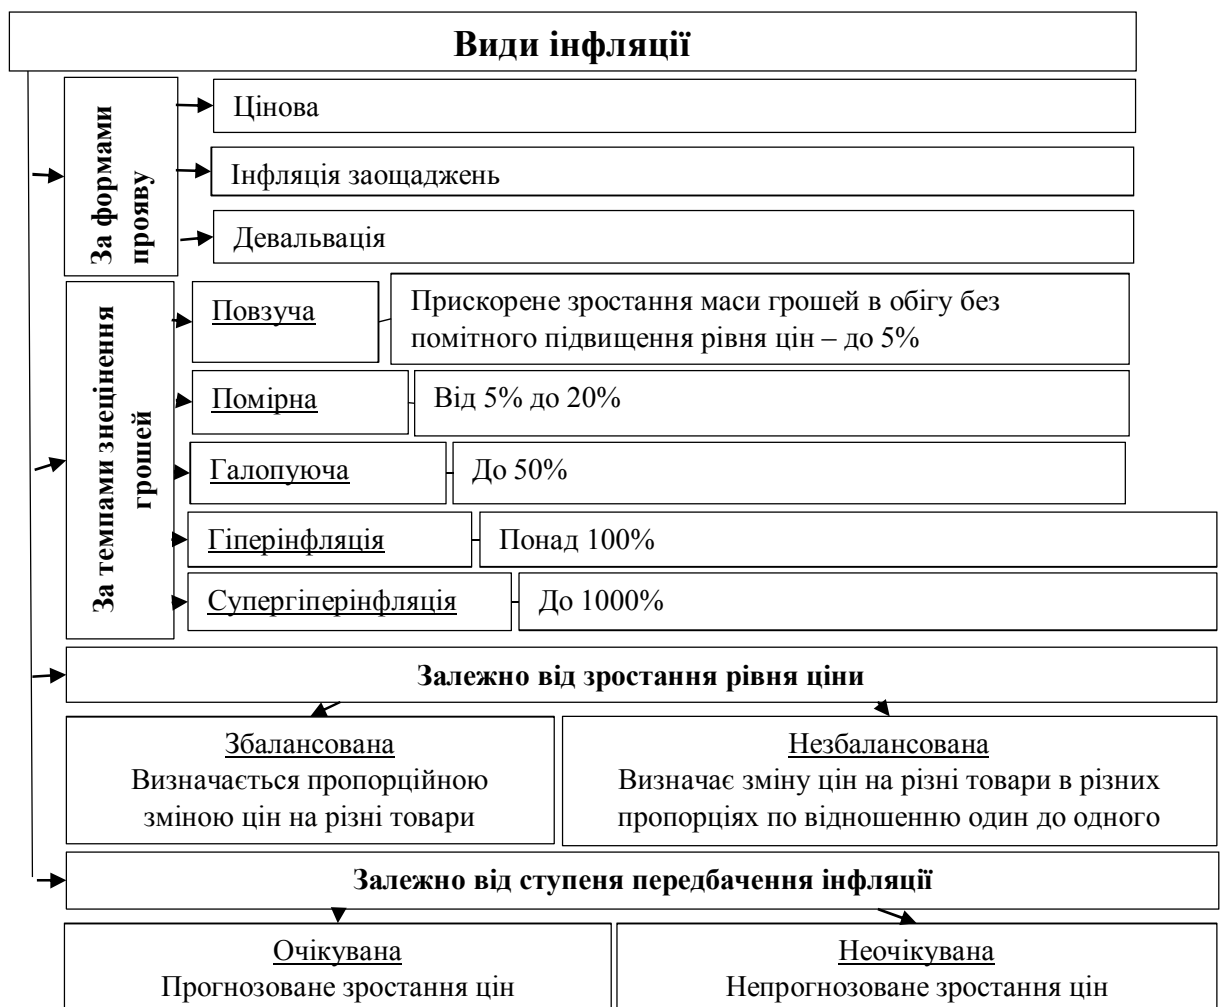 Види інфляції
За формами
прояву
Цінова
Інфляція заощаджень
Девальвація
За темпами знецінення
грошей
Повзуча
Прискорене зростання маси грошей в обігу без
помітного підвищення рівня цін – до 5%
Помірна
Від 5% до 20%
Галопуюча
До 50%
Гіперінфляція
Понад 100%
Супергіперінфляція
До 1000%
Залежно від зростання рівня ціни
Збалансована
Визначається пропорційною
зміною цін на різні товари
Незбалансована
Визначає зміну цін на різні товари в різних
пропорціях по відношенню один до одного
Залежно від ступеня передбачення інфляції
Очікувана
Прогнозоване зростання цін
Неочікувана
Непрогнозоване зростання цін